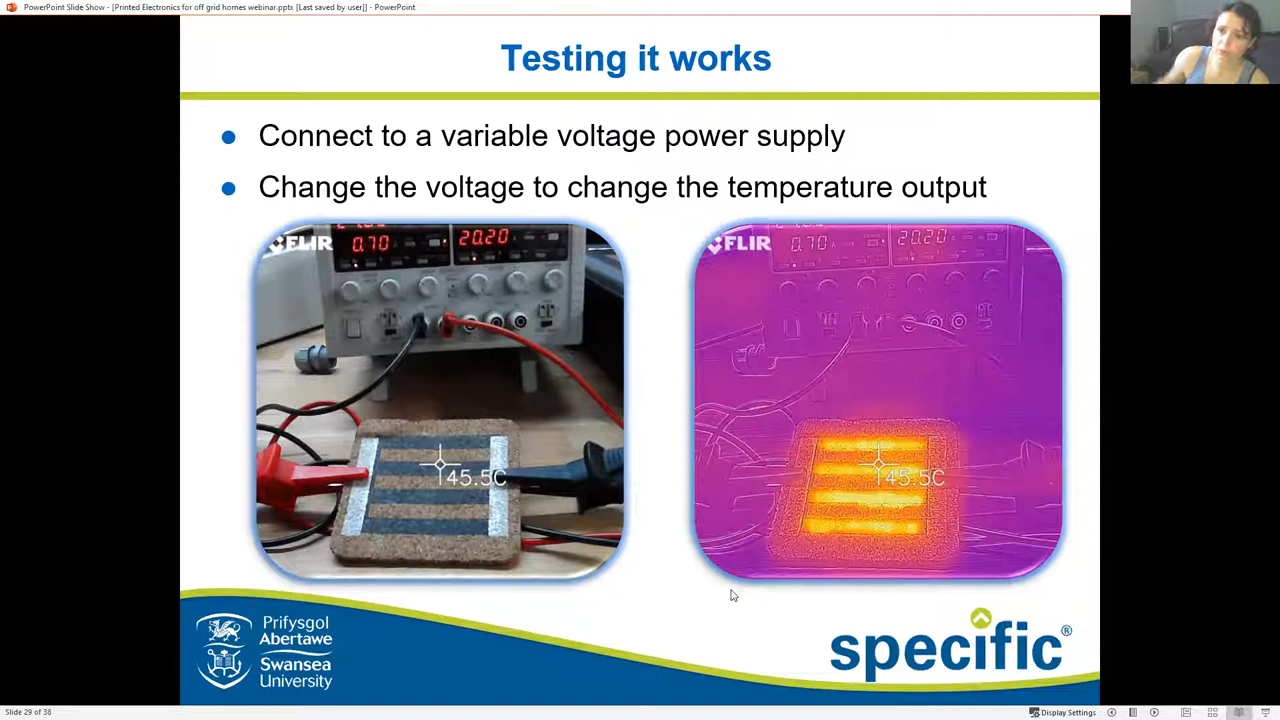 PowerPoint Slide Show - [Printed Electronics for off grid homes webinar.pptx [Last saved by user]] - PowerPoint
Testing it works
Connect to a variable voltage power supply
Change the voltage to change the temperature output
FLIR
0.70
20.20
45.5C
FLIR
0.70
20.20
45.5C
Prifysgol
Abertawe
Swansea
University
specific®
Slide 29 of 38
Display Settings